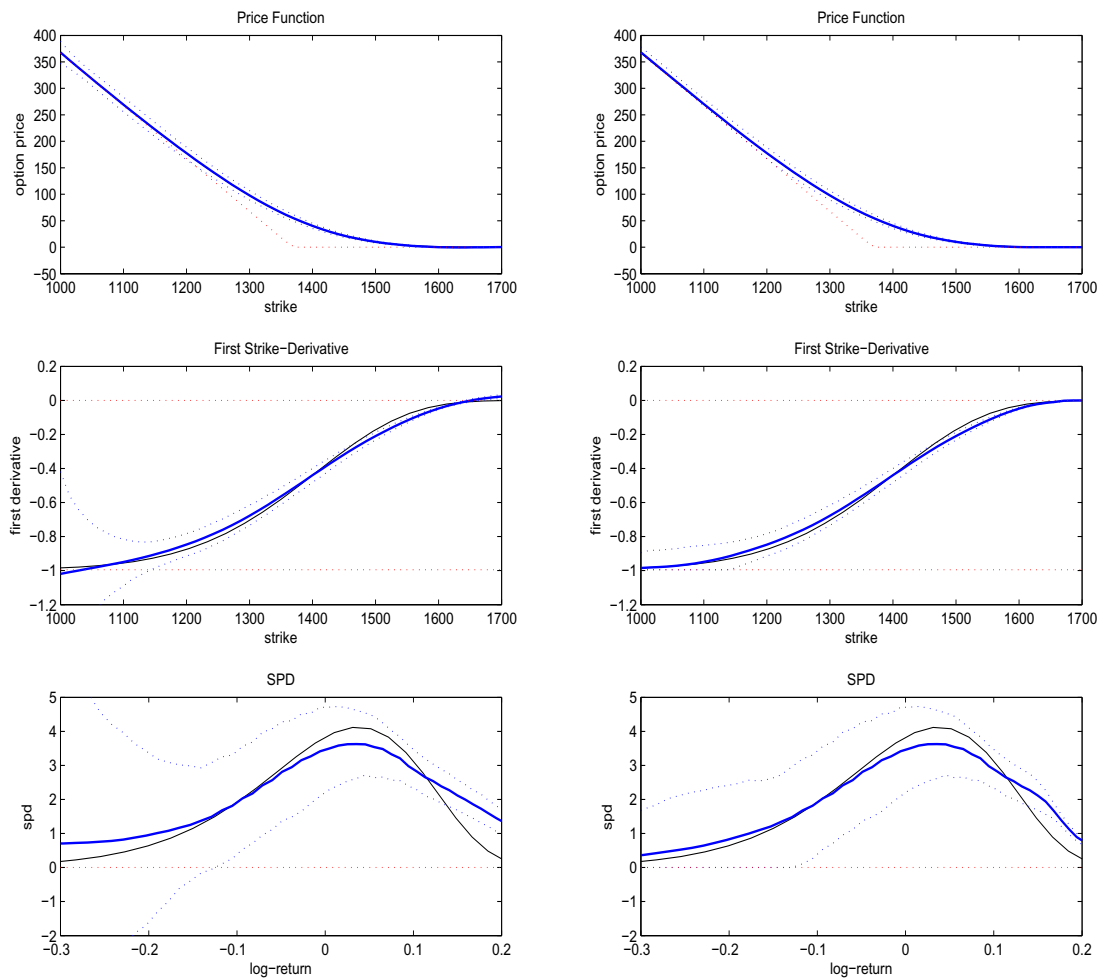 Price Function
400
350
300
250
200
150
100
50
0
−50
option price
1000 1100 1200 1300 1400 1500 1600 1700
strike
Price Function
400
350
300
250
200
150
100
50
0
−50
option price
1000 1100 1200 1300 1400 1500 1600 1700
strike
First Strike−Derivative
0.2
0
−0.2
−0.4
−0.6
−0.8
−1
−1.2
first derivative
1000 1100 1200 1300 1400 1500 1600 1700
strike
First Strike−Derivative
0.2
0
−0.2
−0.4
−0.6
−0.8
−1
−1.2
first derivative
1000 1100 1200 1300 1400 1500 1600 1700
strike
SPD
5
4
3
2
1
0
−1
−2
spd
−0.3 −0.2 −0.1 0 0.1 0.2
log−return
SPD
5
4
3
2
1
0
−1
−2
spd
−0.3 −0.2 −0.1 0 0.1 0.2
log−return